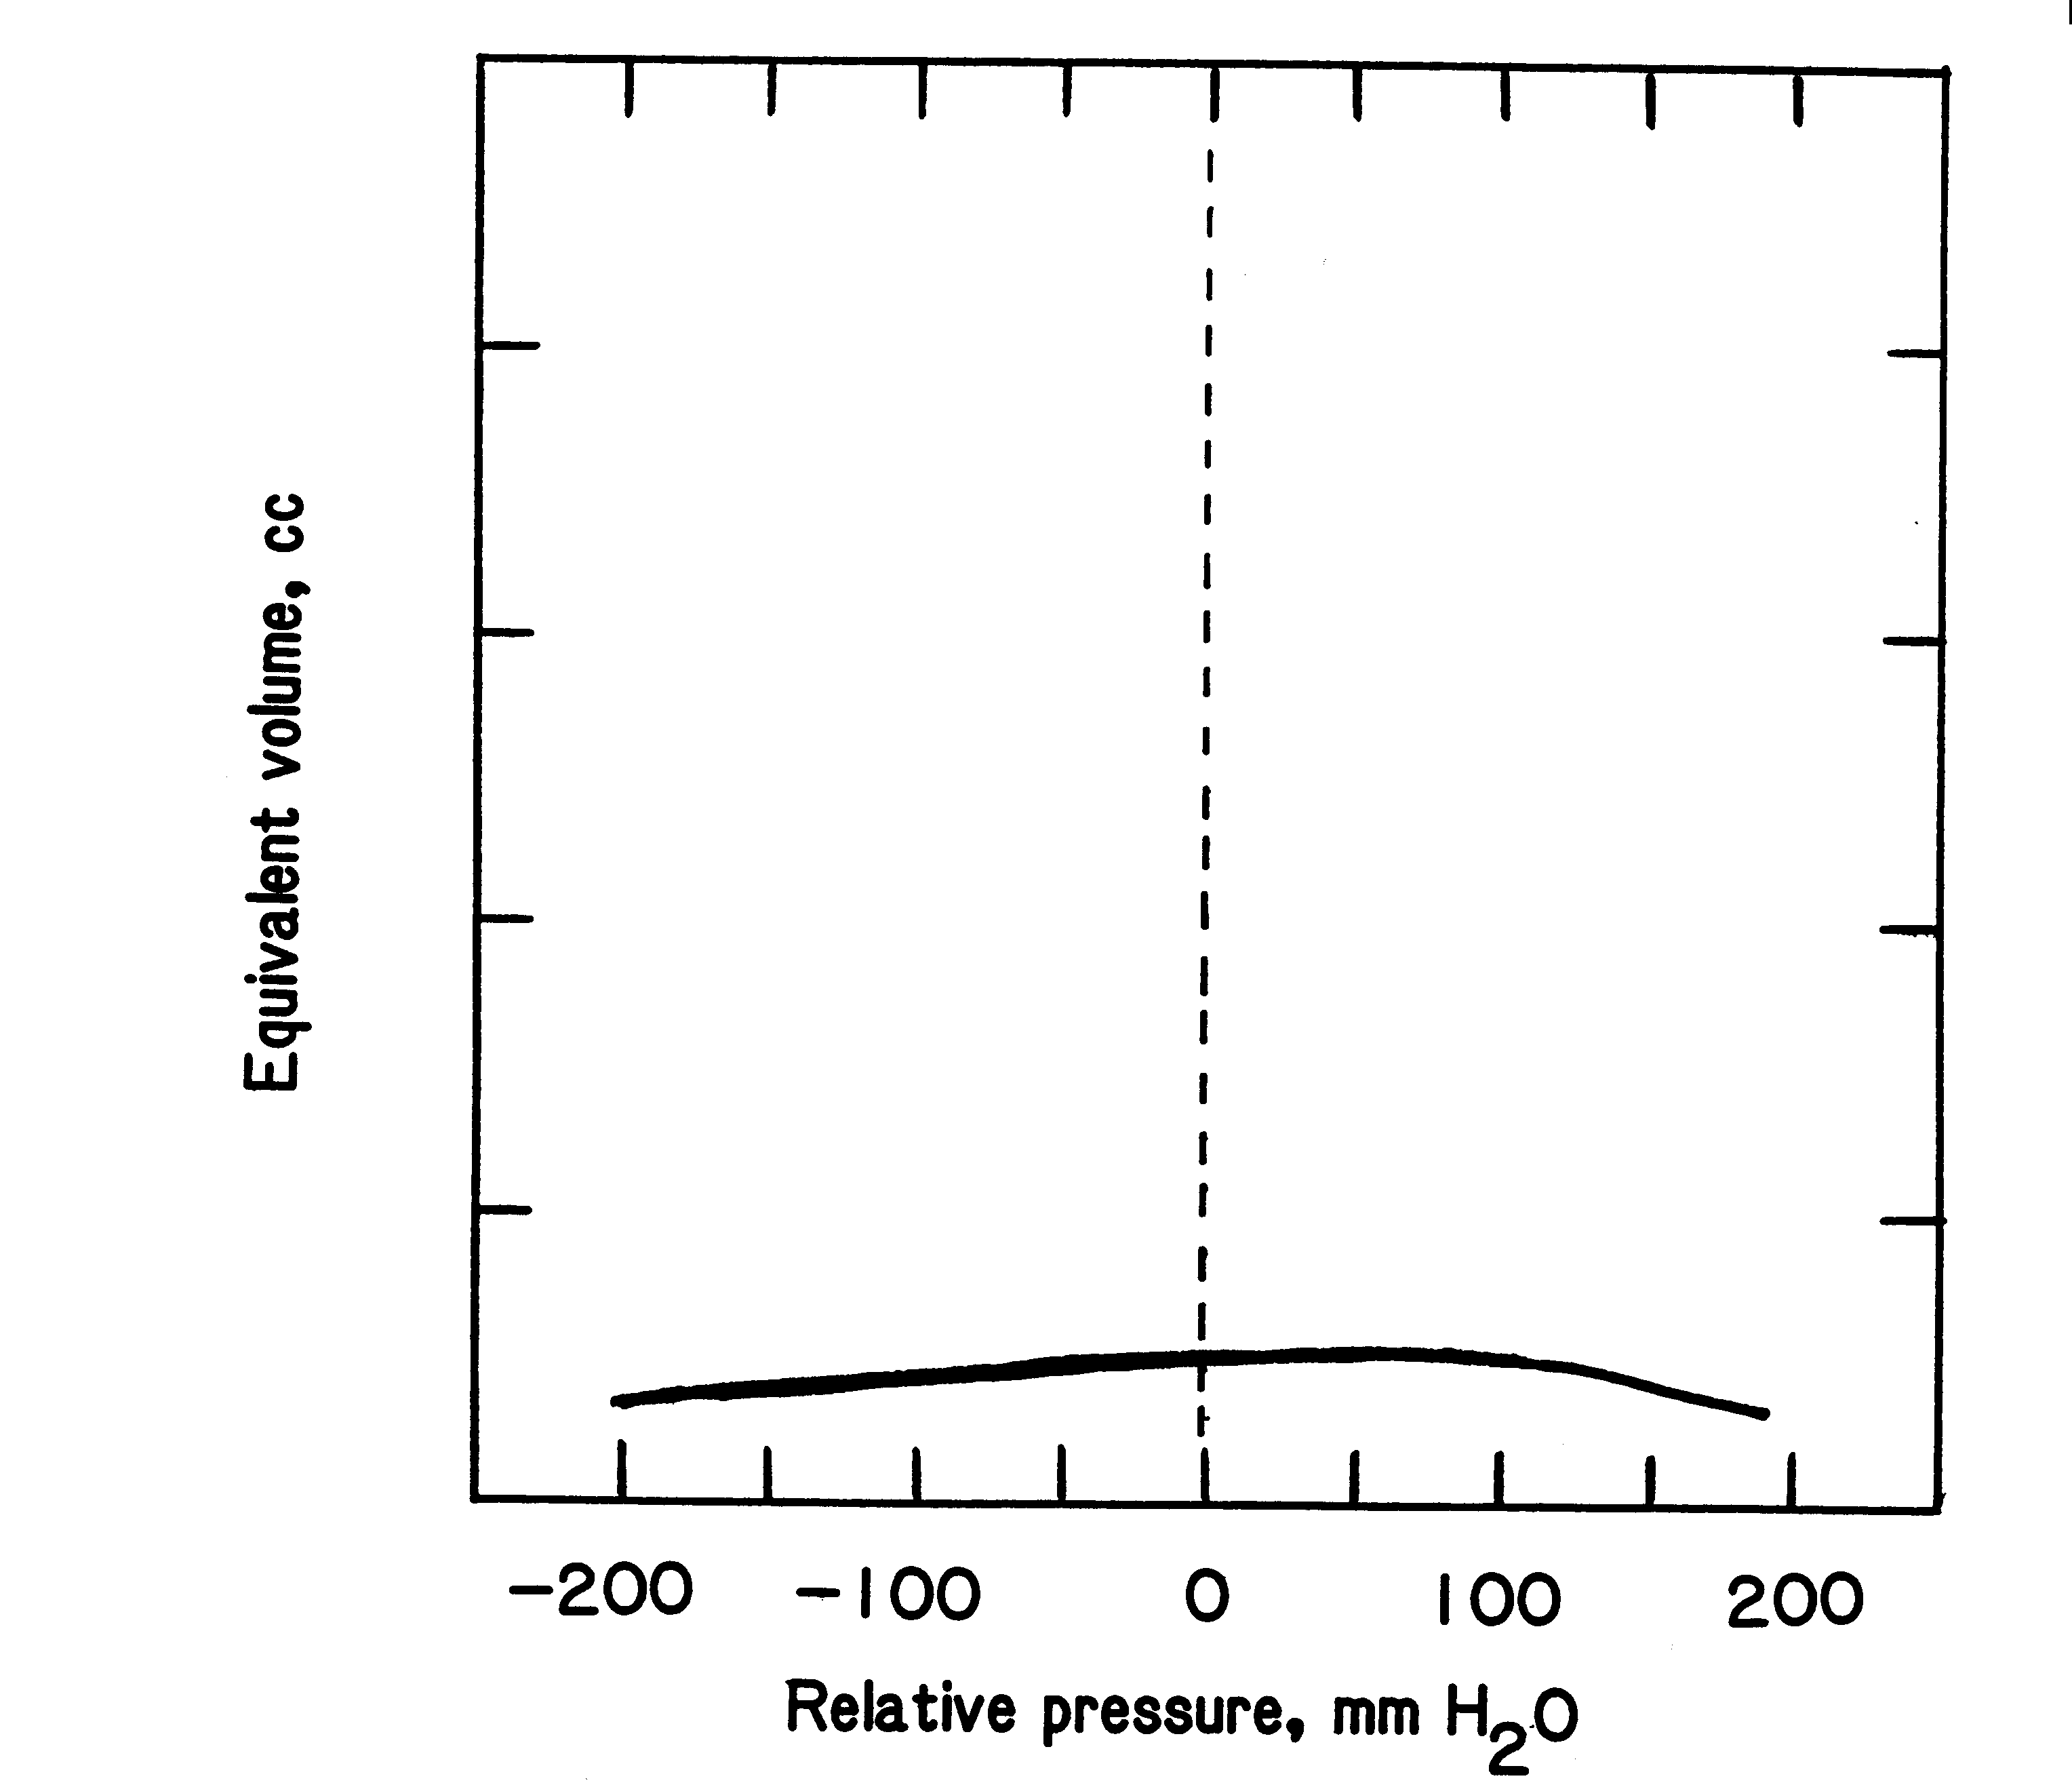 Equivalent volume, cc
-200 -100 0 100 200
Relative pressure, mm H₂O